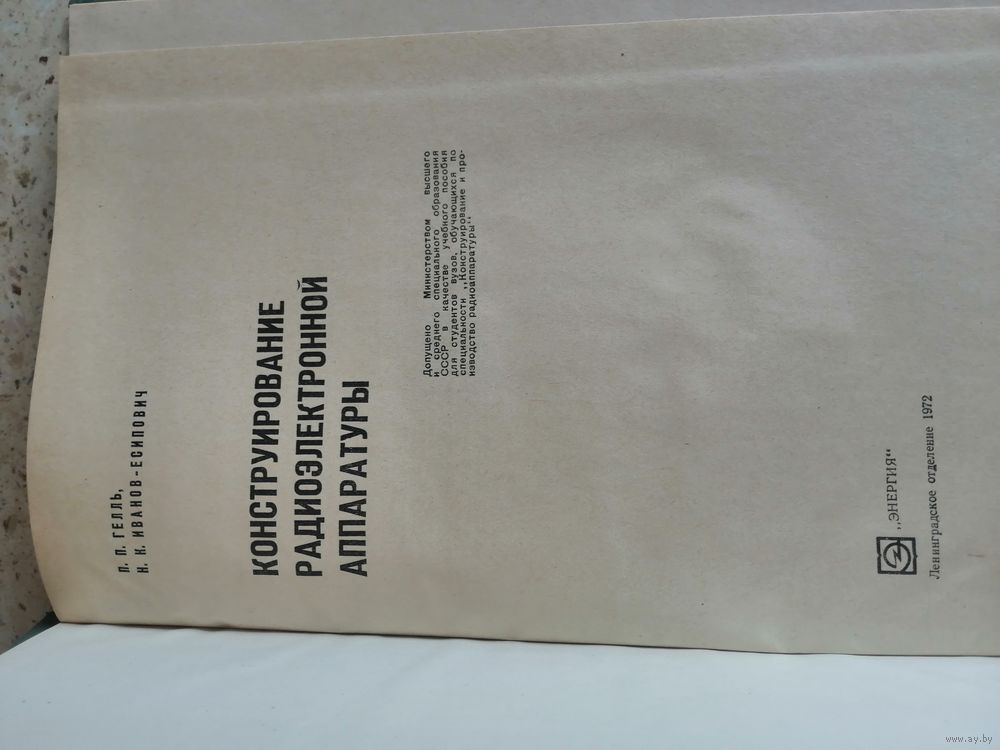 П. П. ГЕЛЛЬ,
Н. К. ИВАНОВ-ЕСИПОВИЧ
КОНСТРУИРОВАНИЕ
РАДИОЭЛЕКТРОННОЙ
АППАРАТУРЫ
Допущено Министерством высшего
и среднего специального образования
СССР в качестве учебного пособия
для студентов вузов, обучающихся по
специальности „Конструирование и про-
изводство радиоаппаратуры“
„ЭНЕРГИЯ“
Ленинградское отделение 1972
www.ay.by